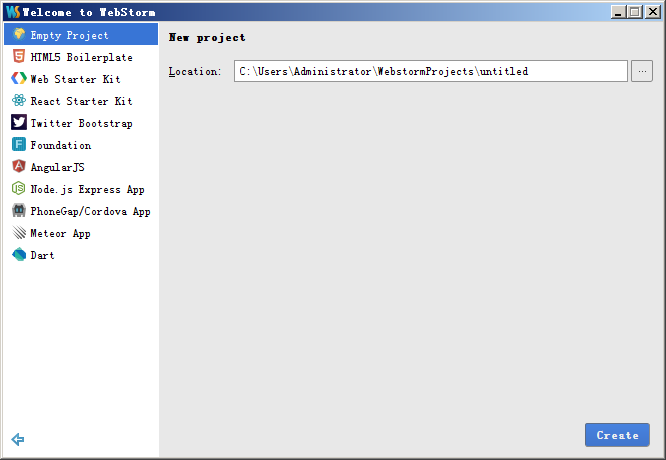 Welcome to WebStorm
Empty Project
HTML5 Boilerplate
Web Starter Kit
React Starter Kit
Twitter Bootstrap
Foundation
AngularJS
Node.js Express App
PhoneGap/Cordova App
Meteor App
Dart
New project
Location: C:\Users\Administrator\WebstormProjects\untitled ...
Create